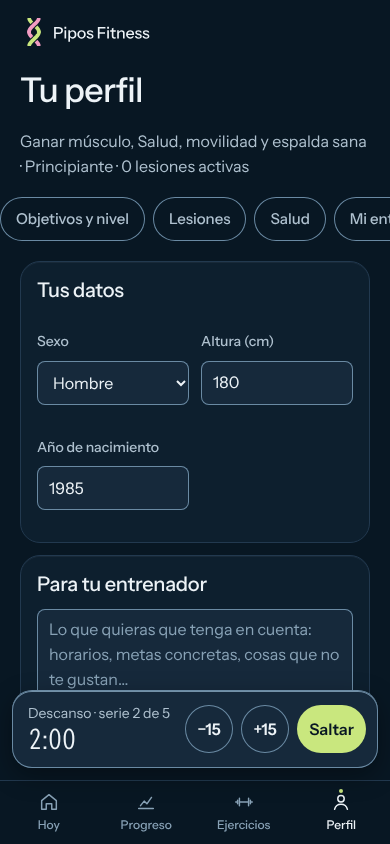 Pipos Fitness
Tu perfil
Ganar músculo, Salud, movilidad y espalda sana
· Principiante · 0 lesiones activas
Objetivos y nivel
Lesiones
Salud
Mi ent
Tus datos
Sexo
Altura (cm)
Hombre
180
Año de nacimiento
1985
Para tu entrenador
Lo que quieras que tenga en cuenta:
horarios, metas concretas, cosas que no
te gustan…
Descanso · serie 2 de 5
2:00
−15
+15
Saltar
Hoy
Progreso
Ejercicios
Perfil